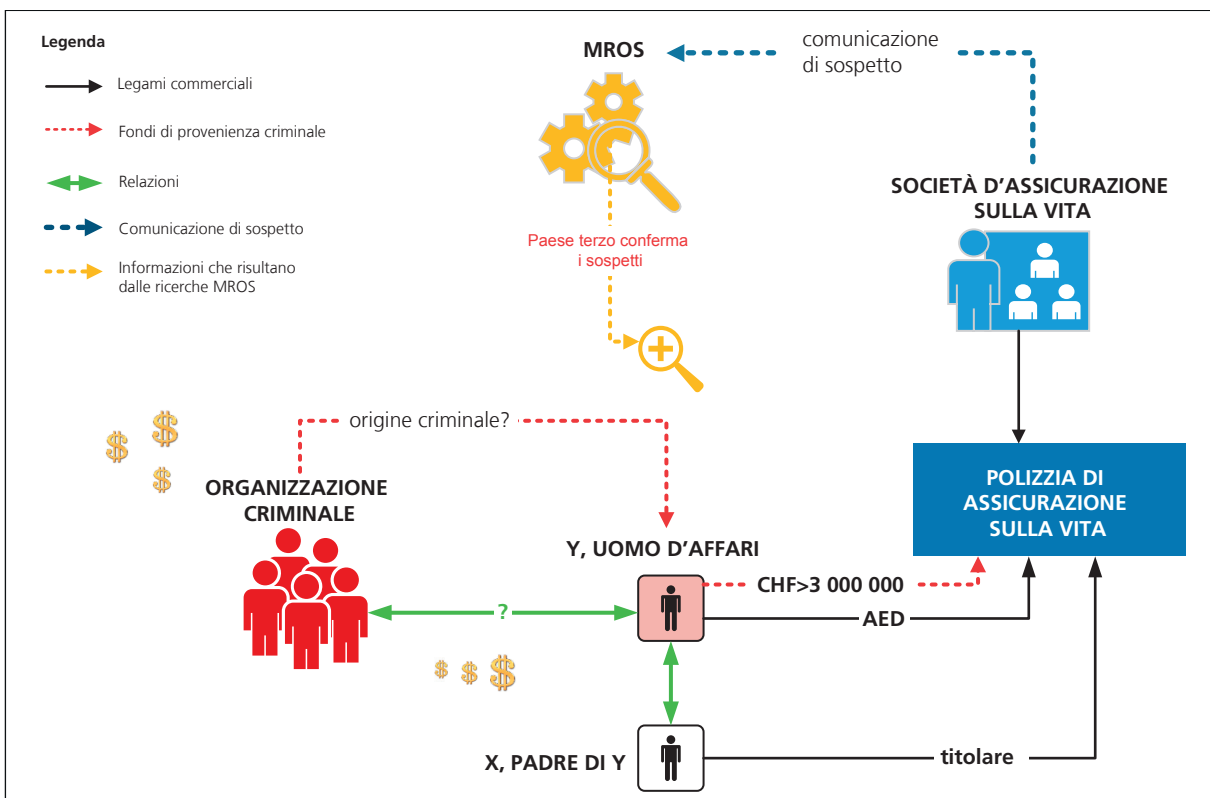 Legenda
Legami commerciali
Fondi di provenienza criminale
Relazioni
Comunicazione di sospetto
Informazioni che risultano
dalle ricerche MROS
MROS
comunicazione
di sospetto
SOCIETÀ D'ASSICURAZIONE
SULLA VITA
Paese terzo conferma
i sospetti
origine criminale?
$
$
$
ORGANIZZAZIONE
CRIMINALE
POLIZZIA DI
ASSICURAZIONE
SULLA VITA
Y, UOMO D'AFFARI
CHF>3 000 000
?
AED
$ $ $
X, PADRE DI Y
titolare